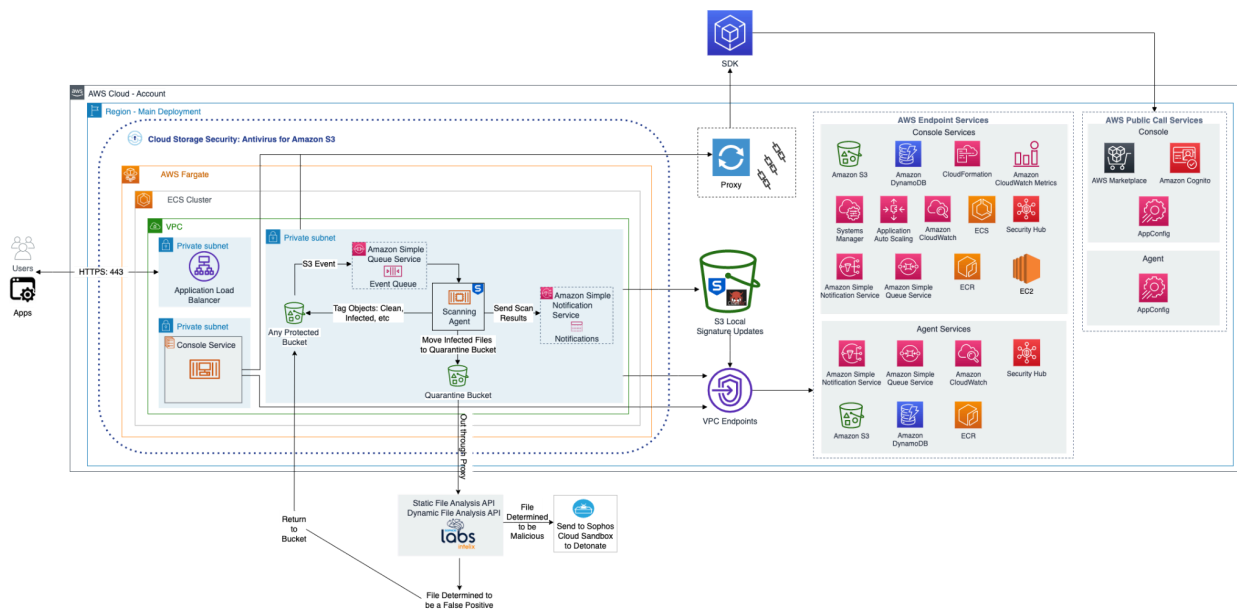 SDK
aws
AWS Cloud - Account
Region - Main Deployment
Cloud Storage Security: Antivirus for Amazon S3
AWS Fargate
ECS Cluster
VPC
Private subnet
Application Load
Balancer
Private subnet
Console Service
Users
Apps
HTTPS: 443
Private subnet
S3 Event
Amazon Simple
Queue Service
Event Queue
Any Protected
Bucket
Tag Objects: Clean,
Infected, etc
Scanning
Agent
Send Scan
Results
Amazon Simple
Notification
Service
Notifications
Move Infected Files
to Quarantine Bucket
Quarantine Bucket
Out through Proxy
Proxy
S3 Local
Signature Updates
VPC Endpoints
AWS Endpoint Services
Console Services
Amazon S3
Amazon
DynamoDB
CloudFormation
Amazon
CloudWatch Metrics
Systems
Manager
Application
Auto Scaling
Amazon
CloudWatch
ECS
Security Hub
Amazon Simple
Notification Service
Amazon Simple
Queue Service
ECR
EC2
Agent Services
Amazon Simple
Notification Service
Amazon Simple
Queue Service
Amazon
CloudWatch
Security Hub
Amazon S3
Amazon
DynamoDB
ECR
AWS Public Call Services
Console
AWS Marketplace
Amazon Cognito
AppConfig
Agent
AppConfig
Static File Analysis API
Dynamic File Analysis API
labs
intelix
File
Determined
to be
Malicious
Send to Sophos
Cloud Sandbox
to Detonate
Return
to
Bucket
File Determined to
be a False Positive